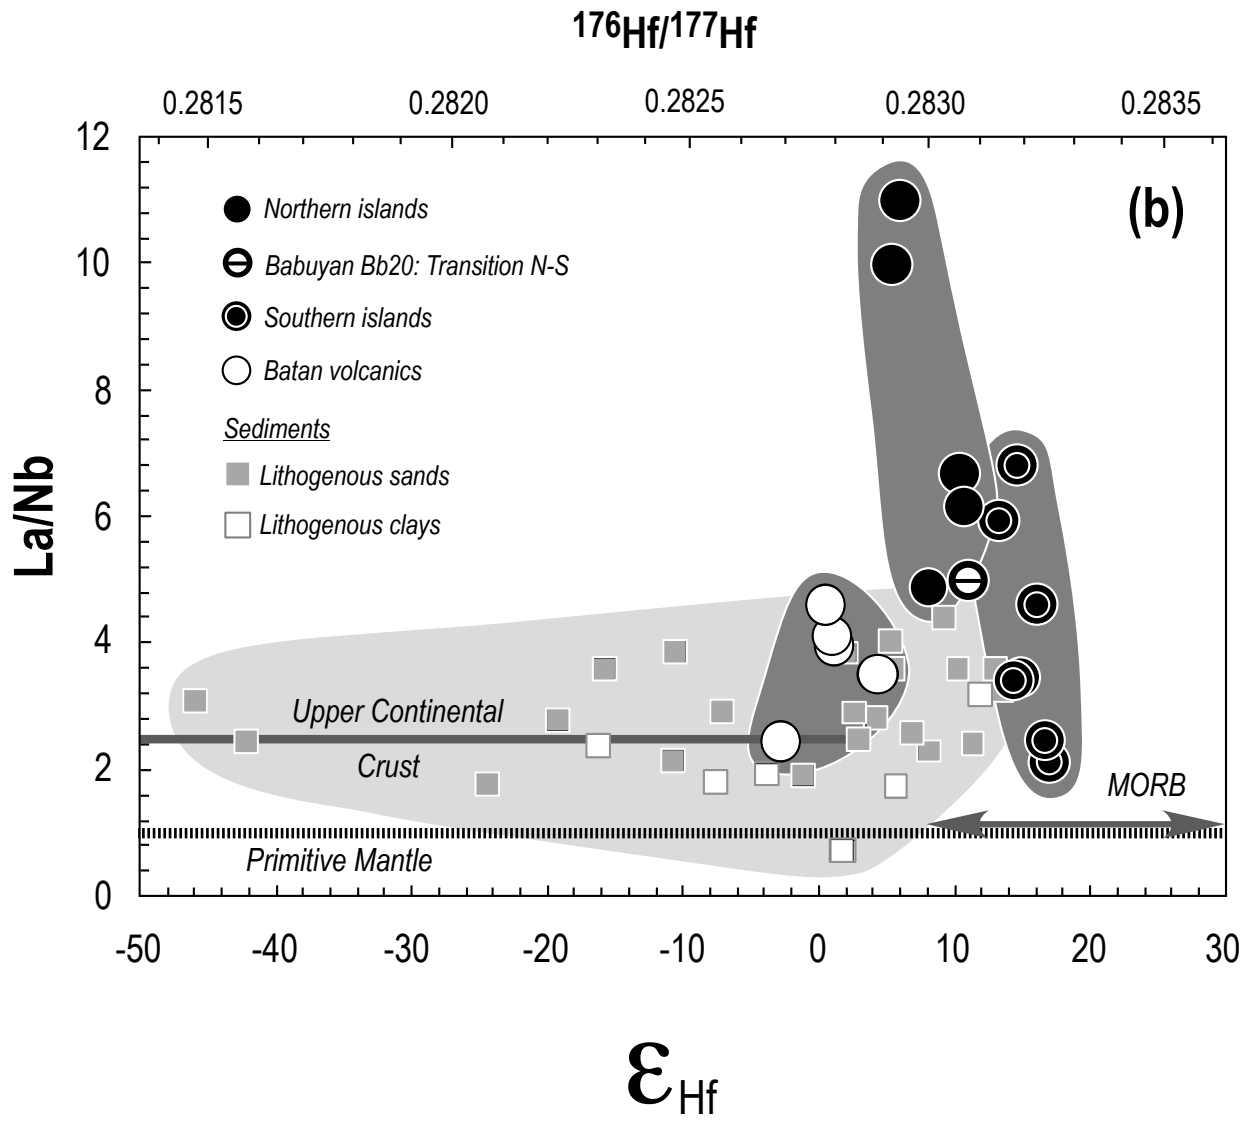 176Hf/177Hf
0.2815 0.2820 0.2825 0.2830 0.2835
12
10
8
6
4
2
0
La/Nb
(b)
Northern islands
Babuyan Bb20: Transition N-S
Southern islands
Batan volcanics
Sediments
Lithogenous sands
Lithogenous clays
Upper Continental
Crust
MORB
Primitive Mantle
-50 -40 -30 -20 -10 0 10 20 30
εHf